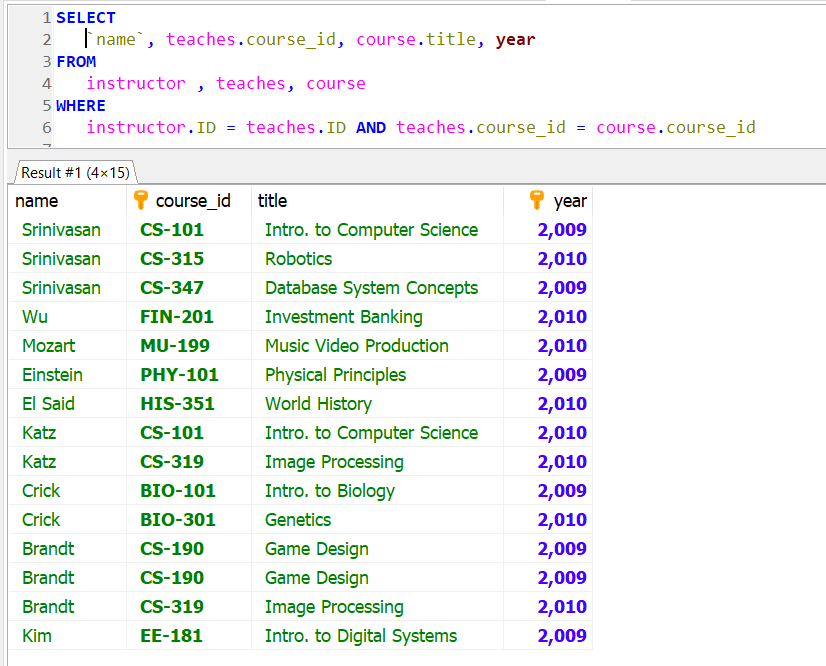 1 SELECT
2 `name`, teaches.course_id, course.title, year
3 FROM
4 instructor , teaches, course
5 WHERE
6 instructor.ID = teaches.ID AND teaches.course_id = course.course_id
Result #1 (4×15)
name course_id title year
Srinivasan CS-101 Intro. to Computer Science 2,009
Srinivasan CS-315 Robotics 2,010
Srinivasan CS-347 Database System Concepts 2,009
Wu FIN-201 Investment Banking 2,010
Mozart MU-199 Music Video Production 2,010
Einstein PHY-101 Physical Principles 2,009
El Said HIS-351 World History 2,010
Katz CS-101 Intro. to Computer Science 2,010
Katz CS-319 Image Processing 2,010
Crick BIO-101 Intro. to Biology 2,009
Crick BIO-301 Genetics 2,010
Brandt CS-190 Game Design 2,009
Brandt CS-190 Game Design 2,009
Brandt CS-319 Image Processing 2,010
Kim EE-181 Intro. to Digital Systems 2,009